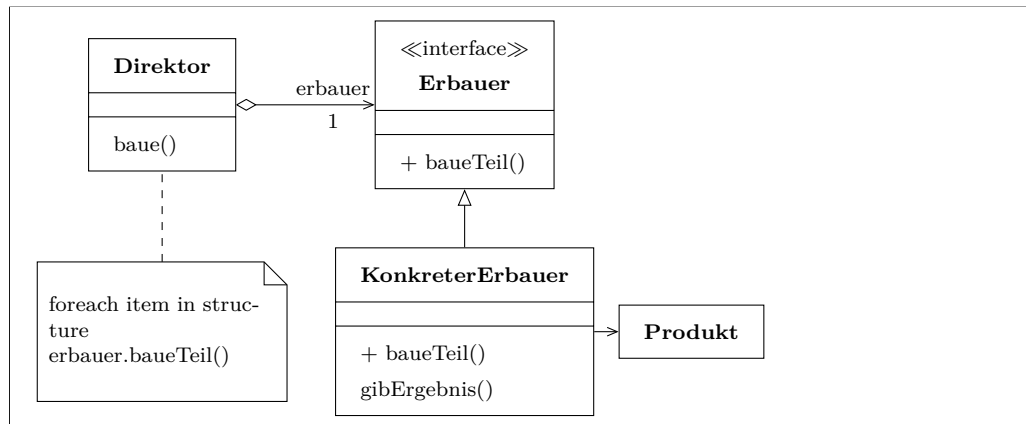 Direktor
baue()
erbauer
1
≪interface≫
Erbauer
+ baueTeil()
foreach item in struc-
ture
erbauer.baueTeil()
KonkreterErbauer
+ baueTeil()
gibErgebnis()
Produkt